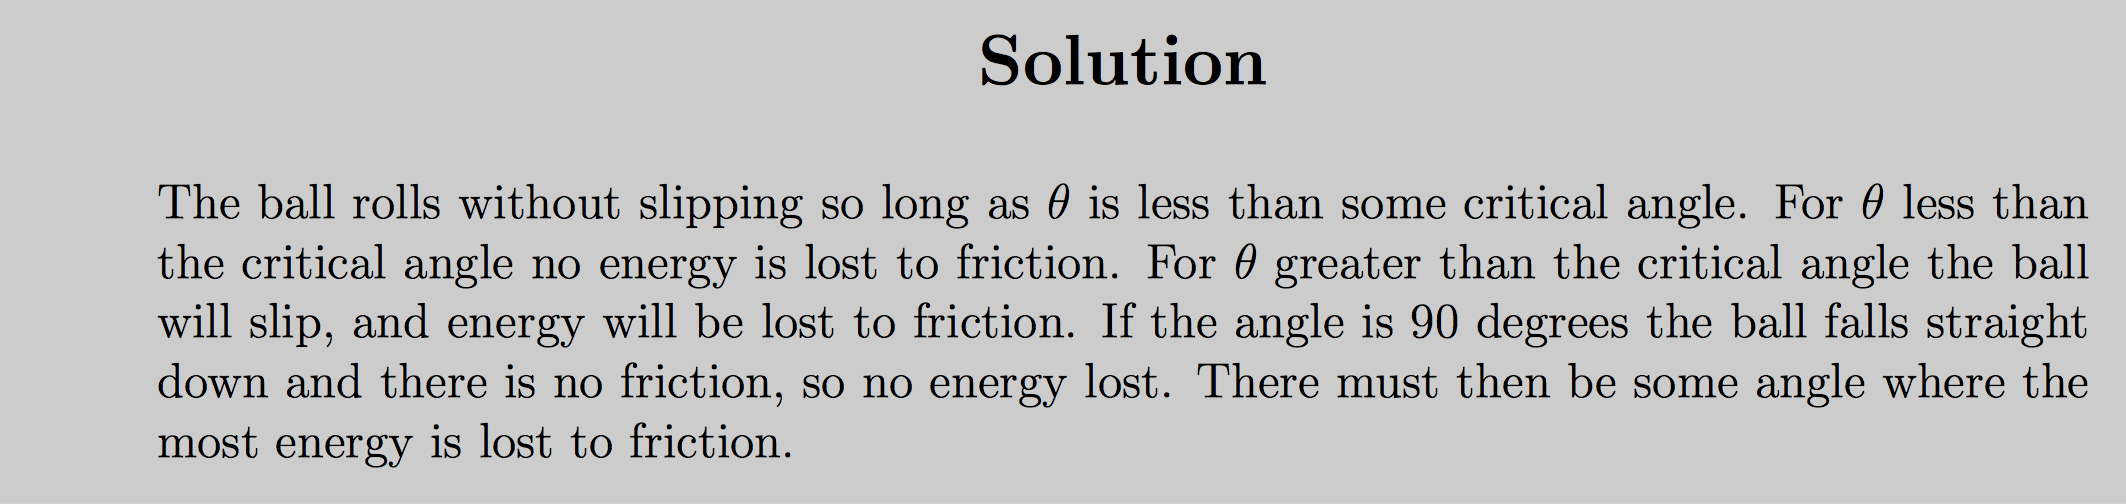 Solution
The ball rolls without slipping so long as θ is less than some critical angle. For θ less than
the critical angle no energy is lost to friction. For θ greater than the critical angle the ball
will slip, and energy will be lost to friction. If the angle is 90 degrees the ball falls straight
down and there is no friction, so no energy lost. There must then be some angle where the
most energy is lost to friction.